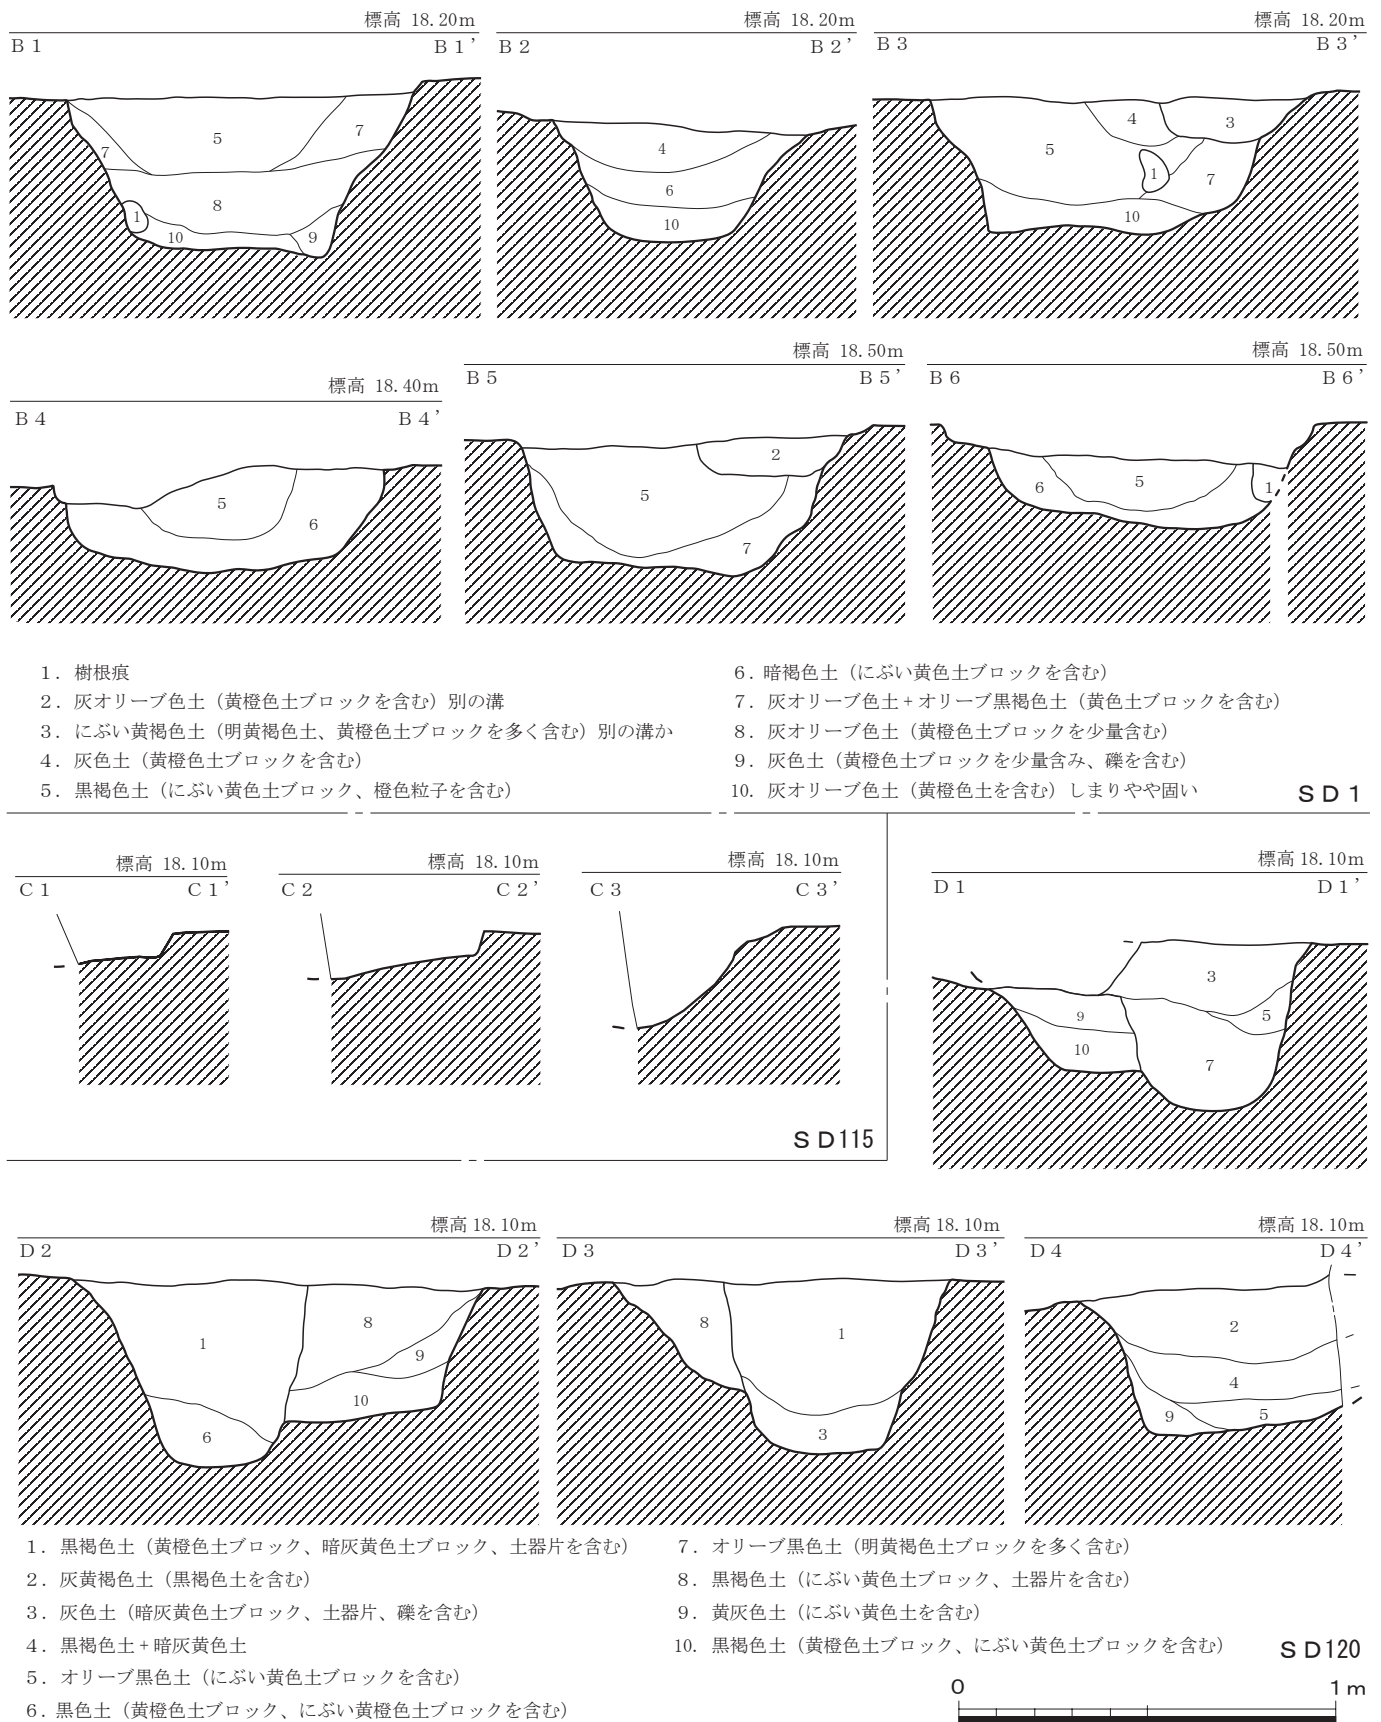 標高 18.20m
B 1 B 1’
標高 18.20m
B 2 B 2’
標高 18.20m
B 3 B 3’
5
7
7
8
1
10
9
4
6
10
4
3
5
1
7
10
標高 18.40m
B 4 B 4’
標高 18.50m
B 5 B 5’
標高 18.50m
B 6 B 6’
5
6
2
5
7
6
5
1
1. 樹根痕
2. 灰オリーブ色土（黄橙色土ブロックを含む）別の溝
3. にぶい黄褐色土（明黄褐色土、黄橙色土ブロックを多く含む）別の溝か
4. 灰色土（黄橙色土ブロックを含む）
5. 黒褐色土（にぶい黄色土ブロック、橙色粒子を含む）
6. 暗褐色土（にぶい黄色土ブロックを含む）
7. 灰オリーブ色土+オリーブ黒褐色土（黄色土ブロックを含む）
8. 灰オリーブ色土（黄橙色土ブロックを少量含む）
9. 灰色土（黄橙色土ブロックを少量含み、礫を含む）
10. 灰オリーブ色土（黄橙色土を含む）しまりやや固い
SD1
標高 18.10m
C 1 C 1’
標高 18.10m
C 2 C 2’
標高 18.10m
C 3 C 3’
SD115
標高 18.10m
D 1 D 1’
3
9
5
10
7
標高 18.10m
D 2 D 2’
標高 18.10m
D 3 D 3’
標高 18.10m
D 4 D 4’
1
8
9
10
6
8
1
3
2
4
9
5
1. 黒褐色土（黄橙色土ブロック、暗灰黄色土ブロック、土器片を含む）
2. 灰黄褐色土（黒褐色土を含む）
3. 灰色土（暗灰黄色土ブロック、土器片、礫を含む）
4. 黒褐色土+暗灰黄色土
5. オリーブ黒色土（にぶい黄色土ブロックを含む）
6. 黒色土（黄橙色土ブロック、にぶい黄橙色土ブロックを含む）
7. オリーブ黒色土（明黄褐色土ブロックを多く含む）
8. 黒褐色土（にぶい黄色土ブロック、土器片を含む）
9. 黄灰色土（にぶい黄色土を含む）
10. 黒褐色土（黄橙色土ブロック、にぶい黄色土ブロックを含む）
SD120
0 1m